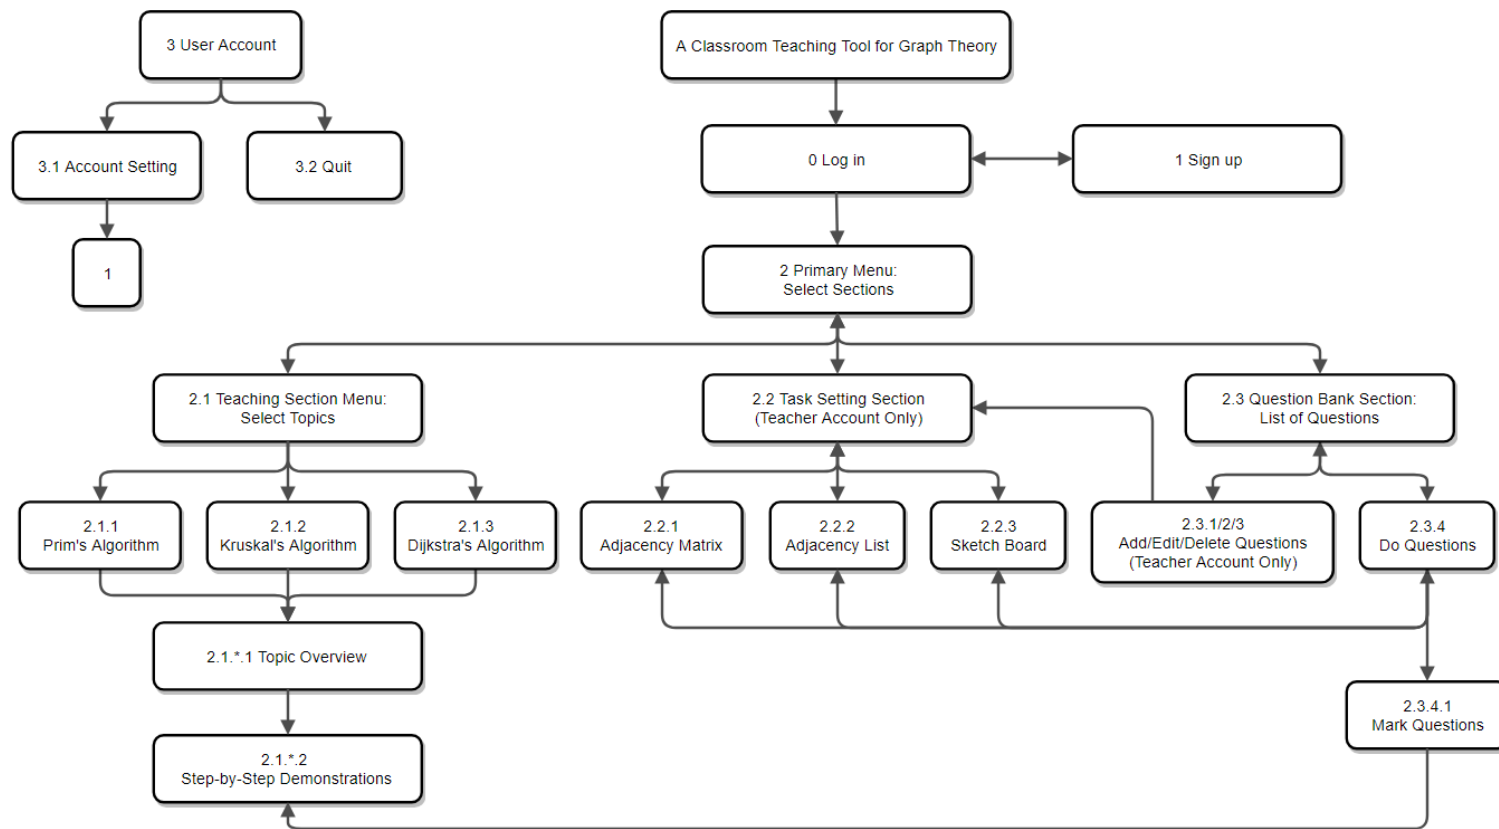 3 User Account
A Classroom Teaching Tool for Graph Theory
3.1 Account Setting
3.2 Quit
0 Log in
1 Sign up
1
2 Primary Menu:
Select Sections
2.1 Teaching Section Menu:
Select Topics
2.2 Task Setting Section
(Teacher Account Only)
2.3 Question Bank Section:
List of Questions
2.1.1
Prim's Algorithm
2.1.2
Kruskal's Algorithm
2.1.3
Dijkstra's Algorithm
2.2.1
Adjacency Matrix
2.2.2
Adjacency List
2.2.3
Sketch Board
2.3.1/2/3
Add/Edit/Delete Questions
(Teacher Account Only)
2.3.4
Do Questions
2.1.*.1 Topic Overview
2.3.4.1
Mark Questions
2.1.*.2
Step-by-Step Demonstrations